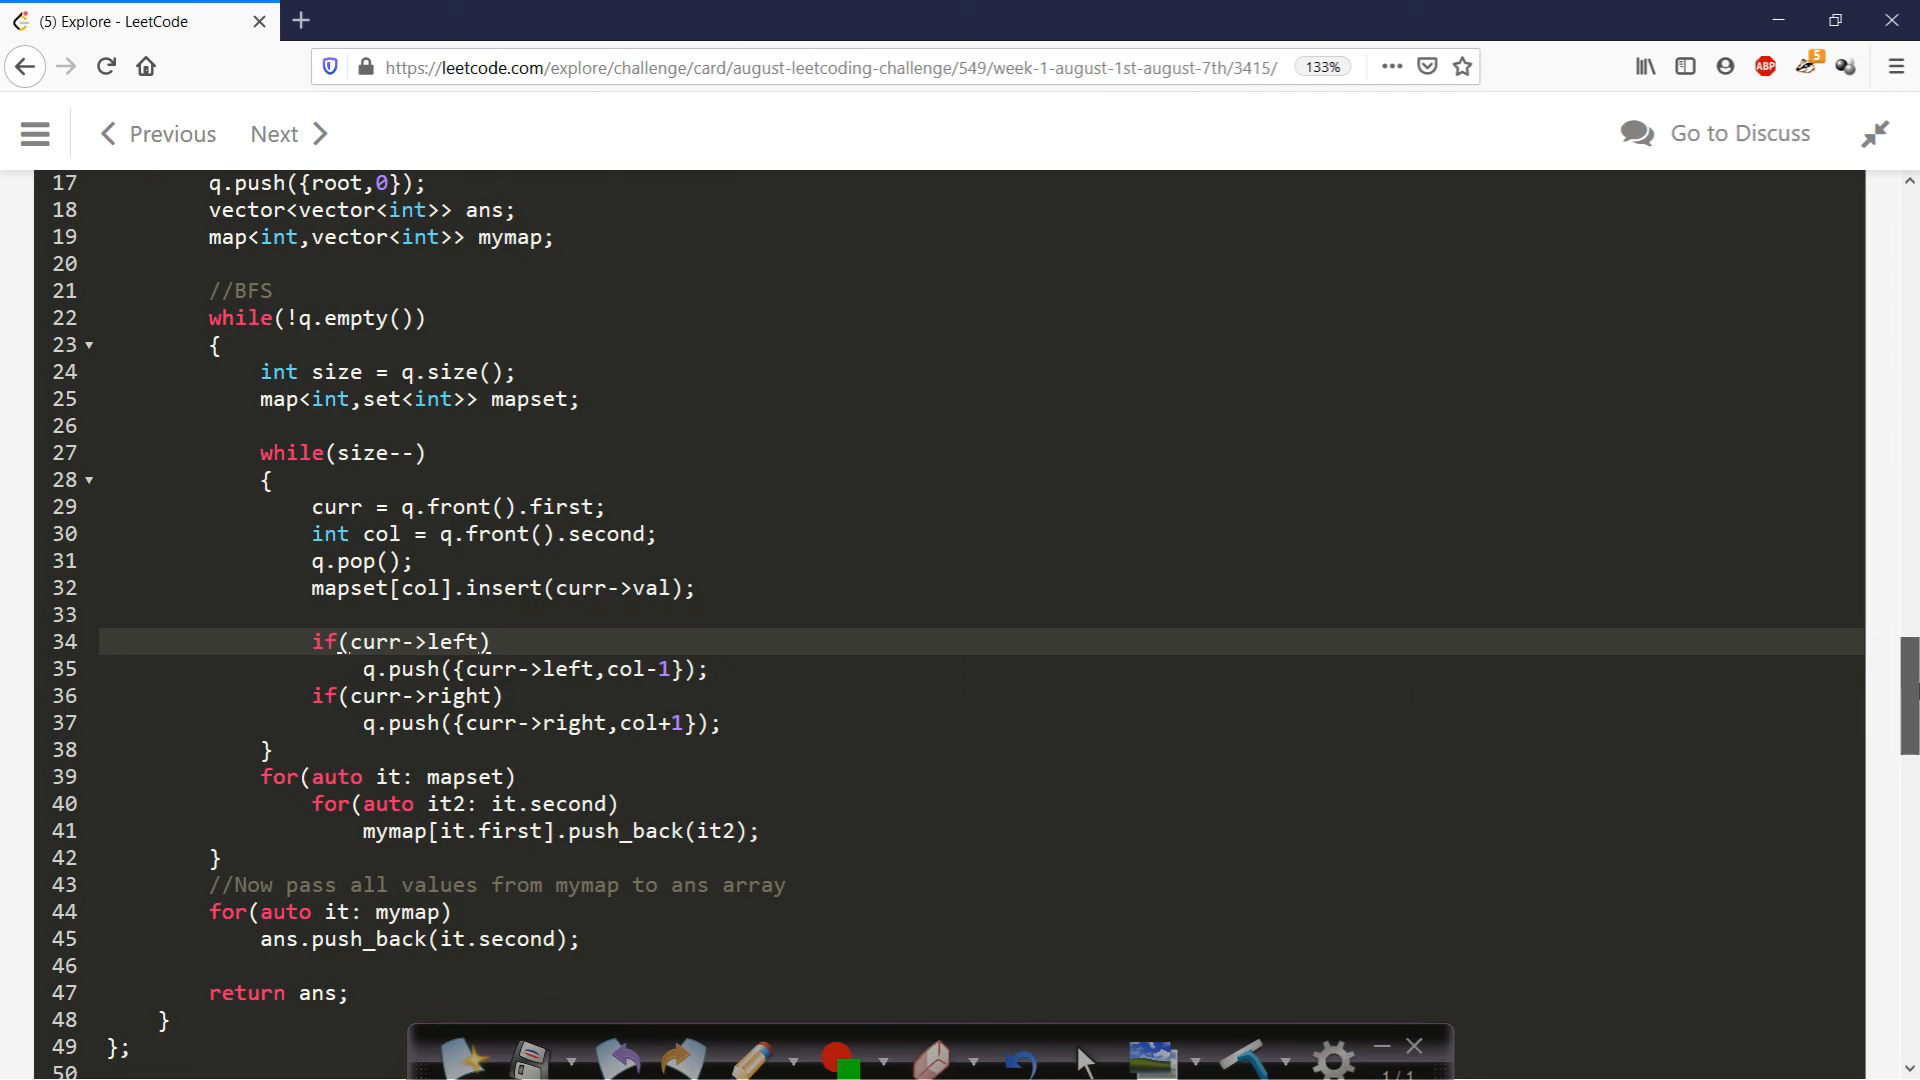 (5) Explore - LeetCode
https://leetcode.com/explore/challenge/card/august-leetcoding-challenge/549/week-1-august-1st-august-7th/3415/
133%
ABP
5
Previous
Next
Go to Discuss
17 q.push({root,0});
18 vector<vector<int>> ans;
19 map<int,vector<int>> mymap;
20
21 //BFS
22 while(!q.empty())
23 {
24 int size = q.size();
25 map<int,set<int>> mapset;
26
27 while(size--)
28 {
29 curr = q.front().first;
30 int col = q.front().second;
31 q.pop();
32 mapset[col].insert(curr->val);
33
34 if(curr->left)
35 q.push({curr->left,col-1});
36 if(curr->right)
37 q.push({curr->right,col+1});
38 }
39 for(auto it: mapset)
40 for(auto it2: it.second)
41 mymap[it.first].push_back(it2);
42 }
43 //Now pass all values from mymap to ans array
44 for(auto it: mymap)
45 ans.push_back(it.second);
46
47 return ans;
48 }
49 };
50
1/1